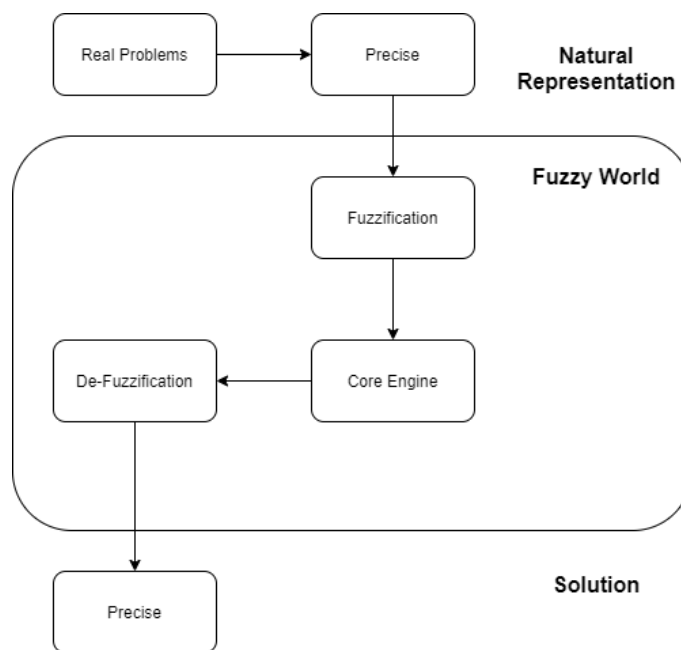 Real Problems
Precise
Natural
Representation
Fuzzy World
Fuzzification
De-Fuzzification
Core Engine
Precise
Solution